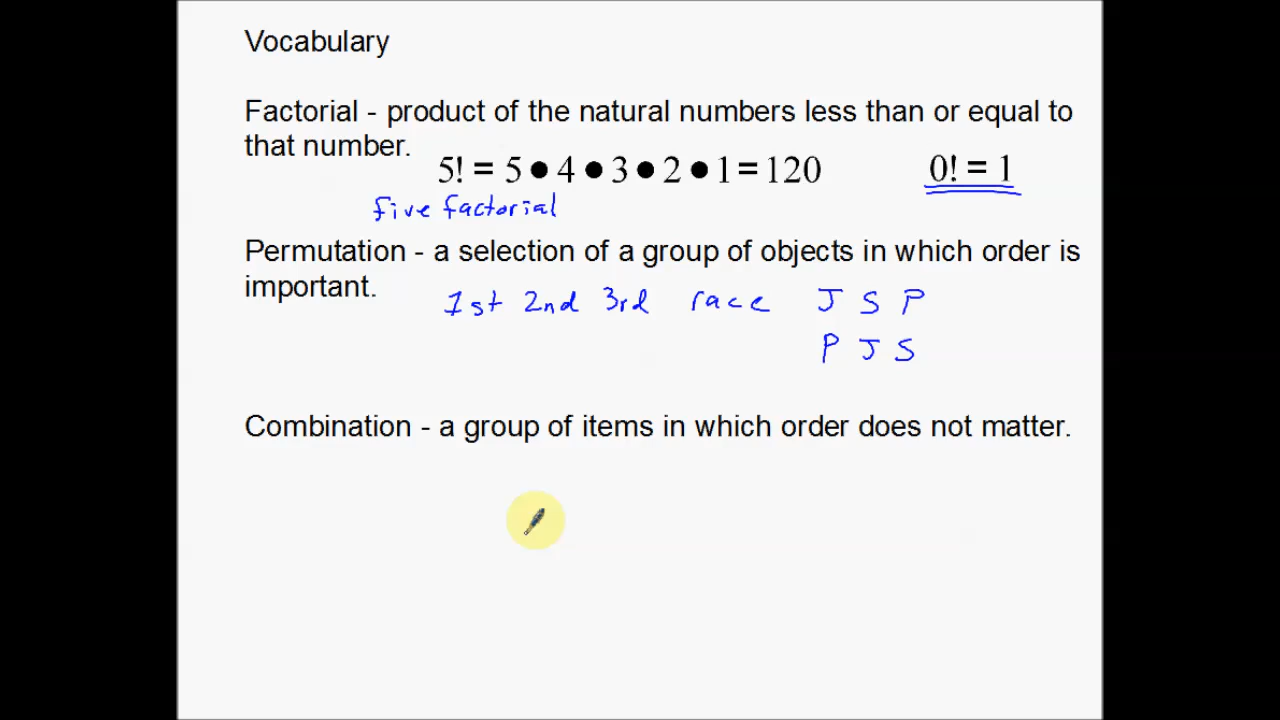 Vocabulary
Factorial - product of the natural numbers less than or equal to
that number.
5! = 5 ● 4 ● 3 ● 2 ● 1 = 120 0! = 1
five factorial
Permutation - a selection of a group of objects in which order is
important.
1st 2nd 3rd race J S P
P J S
Combination - a group of items in which order does not matter.